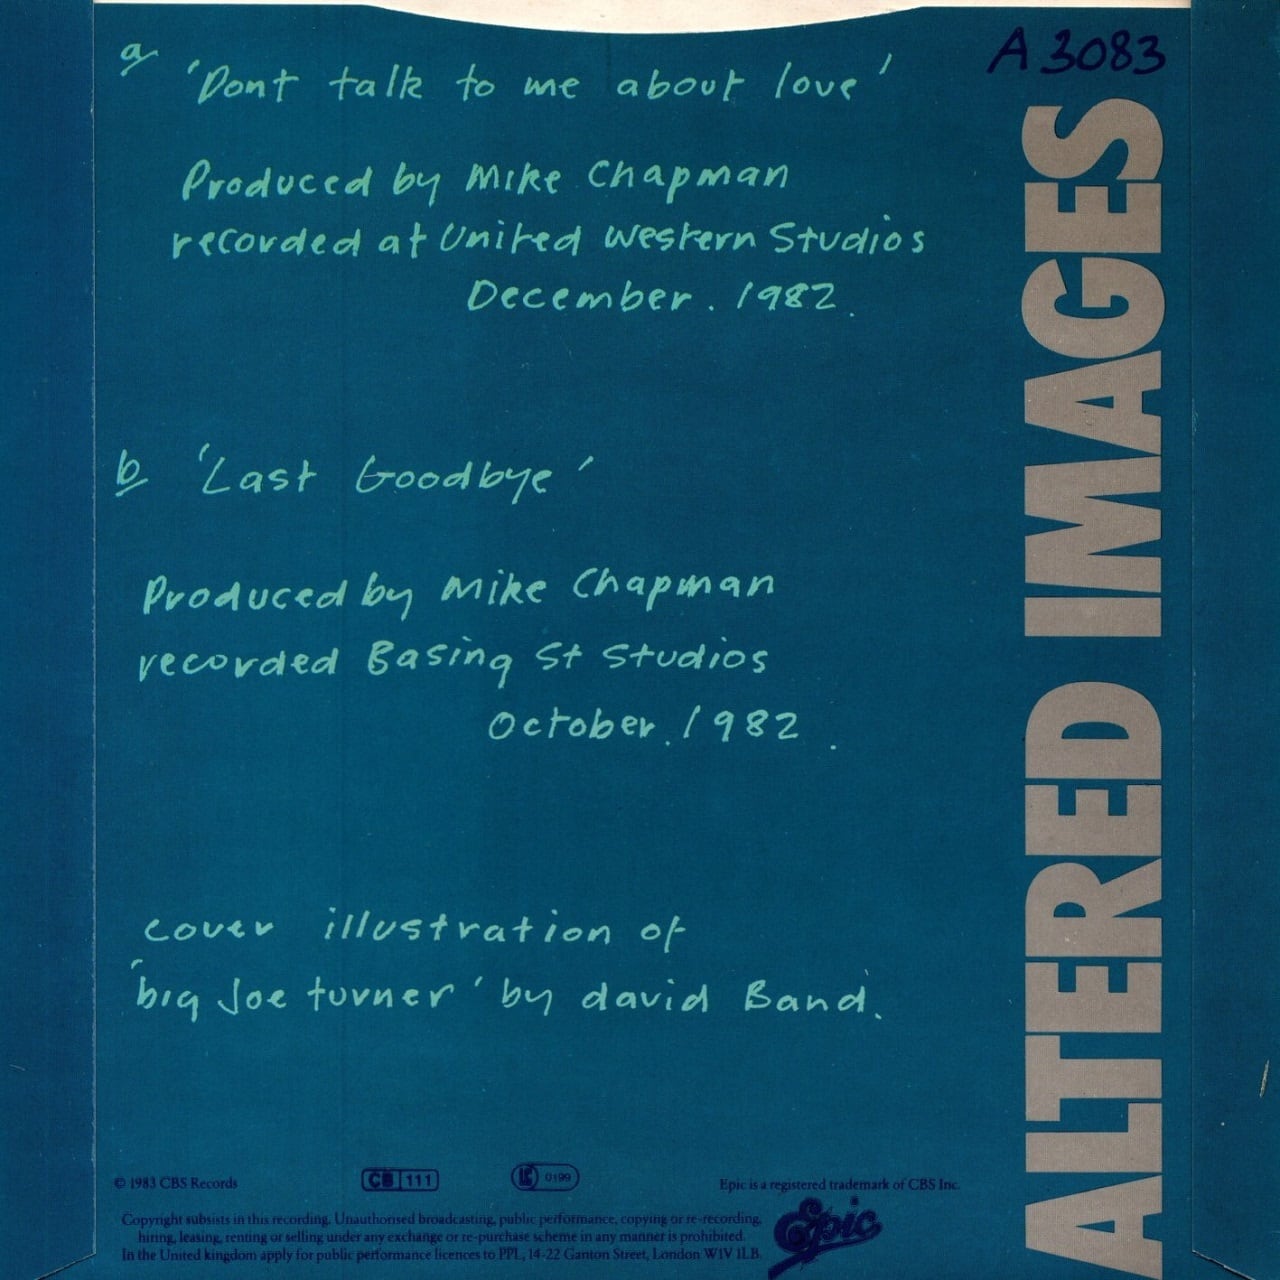 a 'Dont talk to me about love'
Produced by Mike Chapman
recorded at United Western Studios
December. 1982.
b 'Last Goodbye'
Produced by Mike Chapman
recorded Basing St Studios
October. 1982.
cover illustration of
'big Joe turner' by david Band.
A 3083
ALTERED IMAGES
© 1983 CBS Records
CB 111
LC 0199
Epic is a registered trademark of CBS Inc.
Copyright subsists in this recording. Unauthorised broadcasting, public performance, copying or re-recording,
hiring, leasing, renting or selling under any exchange or re-purchase scheme in any manner is prohibited.
In the United kingdom apply for public performance licences to PPL, 14-22 Ganton Street, London W1V 1LB.
Epic